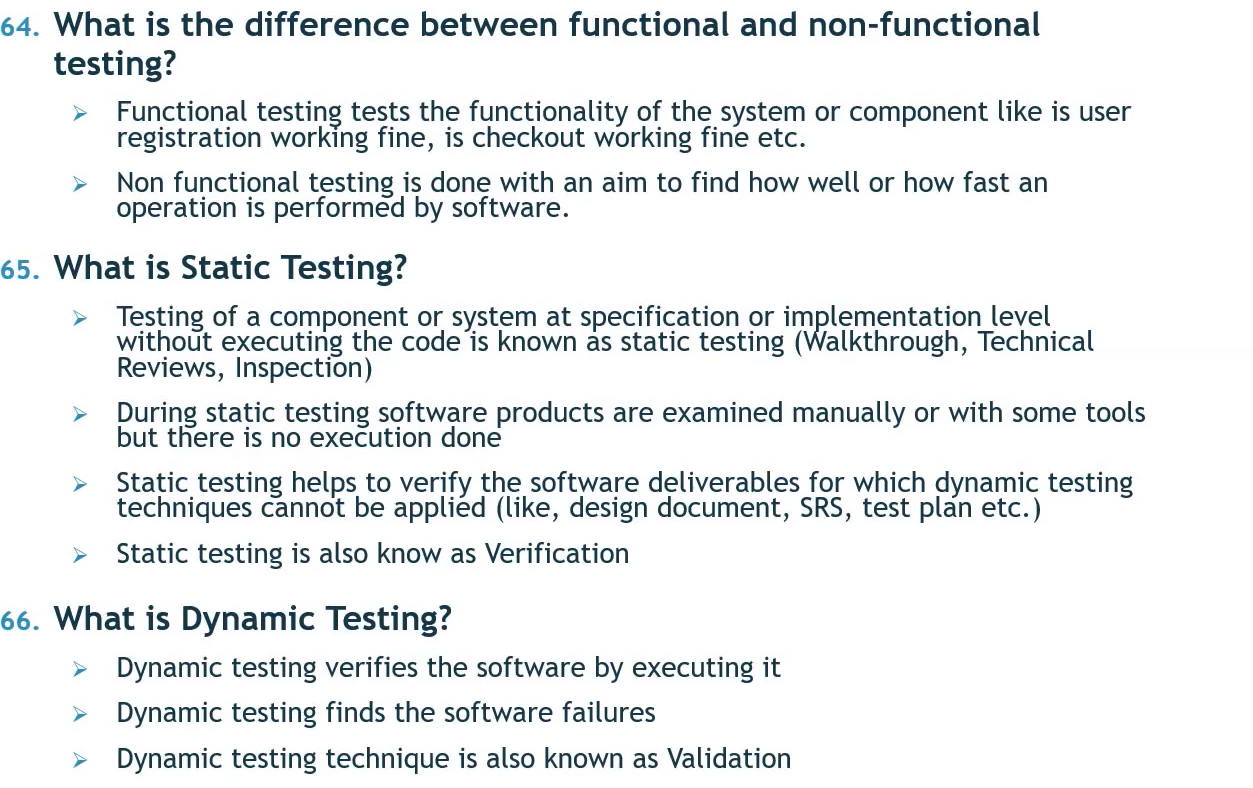 64. What is the difference between functional and non-functional
testing?
➢ Functional testing tests the functionality of the system or component like is user
registration working fine, is checkout working fine etc.
➢ Non functional testing is done with an aim to find how well or how fast an
operation is performed by software.
65. What is Static Testing?
➢ Testing of a component or system at specification or implementation level
without executing the code is known as static testing (Walkthrough, Technical
Reviews, Inspection)
➢ During static testing software products are examined manually or with some tools
but there is no execution done
➢ Static testing helps to verify the software deliverables for which dynamic testing
techniques cannot be applied (like, design document, SRS, test plan etc.)
➢ Static testing is also know as Verification
66. What is Dynamic Testing?
➢ Dynamic testing verifies the software by executing it
➢ Dynamic testing finds the software failures
➢ Dynamic testing technique is also known as Validation